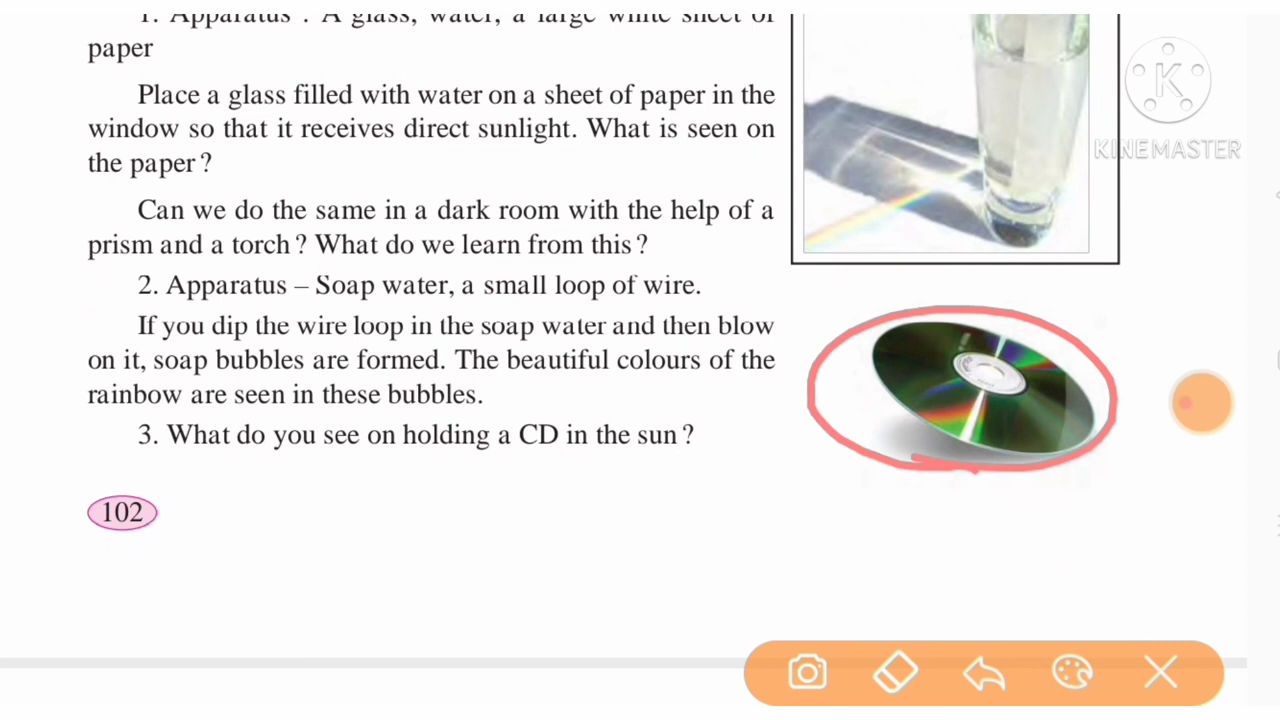 1. Apparatus : A glass, water, a large white sheet of
paper
Place a glass filled with water on a sheet of paper in the
window so that it receives direct sunlight. What is seen on
the paper?
Can we do the same in a dark room with the help of a
prism and a torch? What do we learn from this?
2. Apparatus – Soap water, a small loop of wire.
If you dip the wire loop in the soap water and then blow
on it, soap bubbles are formed. The beautiful colours of the
rainbow are seen in these bubbles.
3. What do you see on holding a CD in the sun?
102
K
KINEMASTER